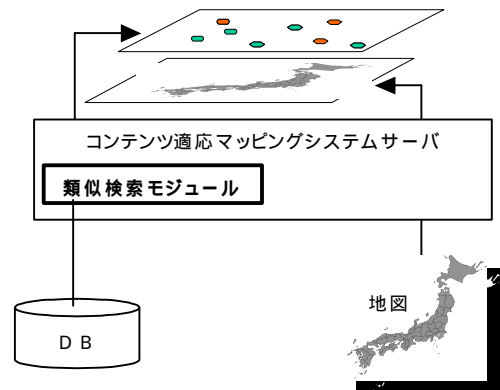 コンテンツ適応マッピングシステムサーバ
類似検索モジュール
地図
ＤＢ